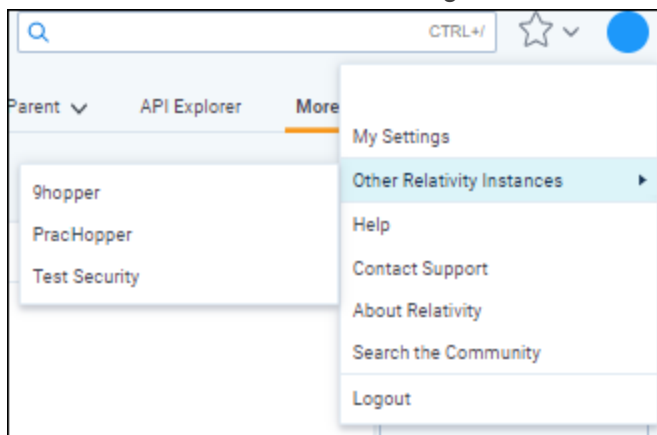 CTRL+/
Parent
API Explorer
More
My Settings
Other Relativity Instances
9hopper
PracHopper
Test Security
Help
Contact Support
About Relativity
Search the Community
Logout